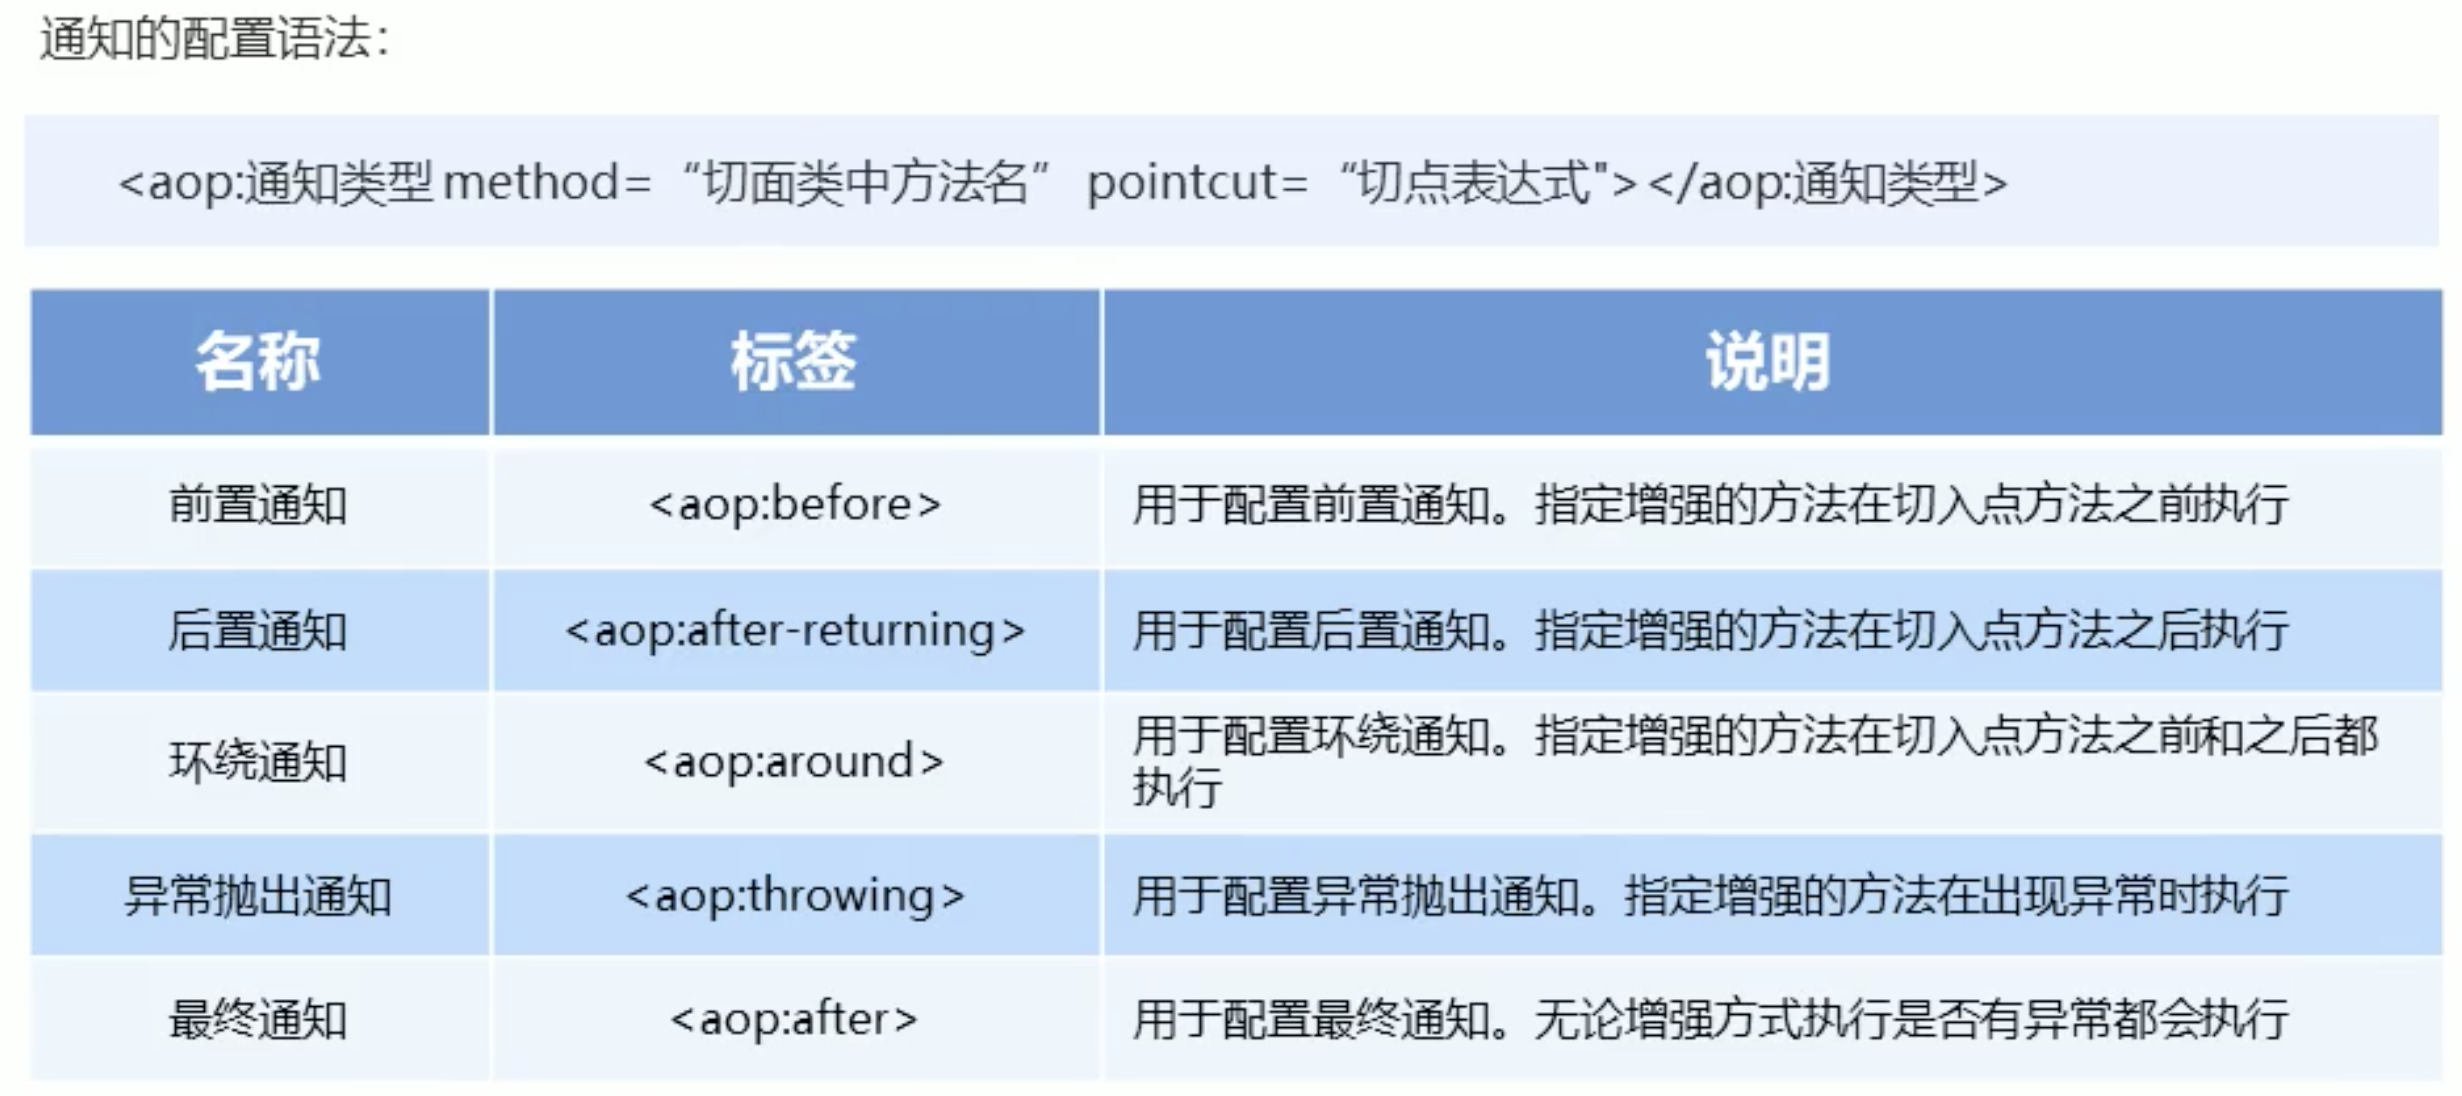 通知的配置语法：
<aop:通知类型 method= “切面类中方法名” pointcut= “切点表达式"></aop:通知类型>
名称 标签 说明
前置通知 <aop:before> 用于配置前置通知。指定增强的方法在切入点方法之前执行
后置通知 <aop:after-returning> 用于配置后置通知。指定增强的方法在切入点方法之后执行
环绕通知 <aop:around> 用于配置环绕通知。指定增强的方法在切入点方法之前和之后都
执行
异常抛出通知 <aop:throwing> 用于配置异常抛出通知。指定增强的方法在出现异常时执行
最终通知 <aop:after> 用于配置最终通知。无论增强方式执行是否有异常都会执行